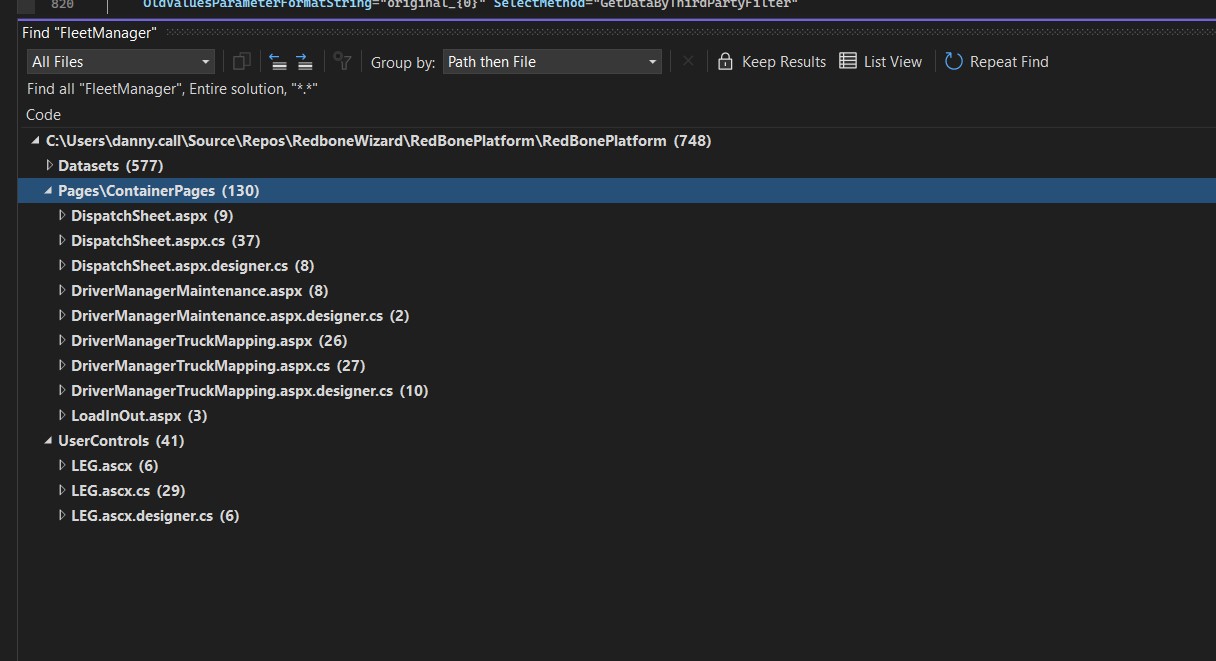 820 OldValuesParameterFormatString="original_{0}" SelectMethod="GetDataByThirdPartyFilter"
Find "FleetManager"
All Files Group by: Path then File Keep Results List View Repeat Find
Find all "FleetManager", Entire solution, "*.*"
Code
C:\Users\danny.call\Source\Repos\RedboneWizard\RedBonePlatform\RedBonePlatform (748)
Datasets (577)
Pages\ContainerPages (130)
DispatchSheet.aspx (9)
DispatchSheet.aspx.cs (37)
DispatchSheet.aspx.designer.cs (8)
DriverManagerMaintenance.aspx (8)
DriverManagerMaintenance.aspx.designer.cs (2)
DriverManagerTruckMapping.aspx (26)
DriverManagerTruckMapping.aspx.cs (27)
DriverManagerTruckMapping.aspx.designer.cs (10)
LoadInOut.aspx (3)
UserControls (41)
LEG.ascx (6)
LEG.ascx.cs (29)
LEG.ascx.designer.cs (6)